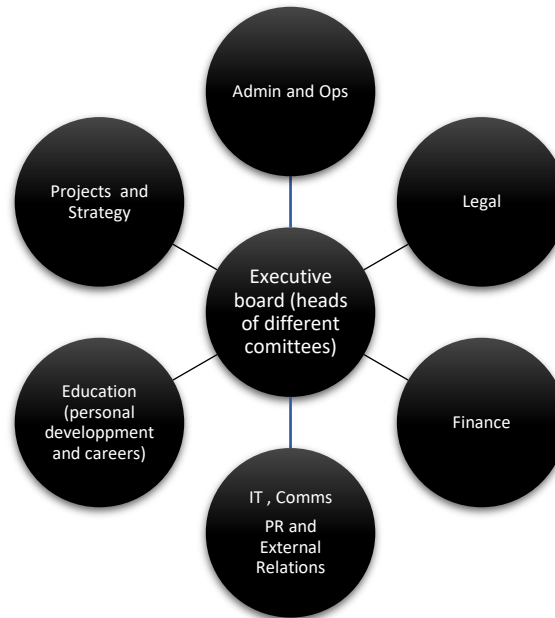 Admin and Ops
Projects and
Strategy
Legal
Executive
board (heads
of different
comittees)
Education
(personal
developpment
and careers)
Finance
IT , Comms
PR and
External
Relations